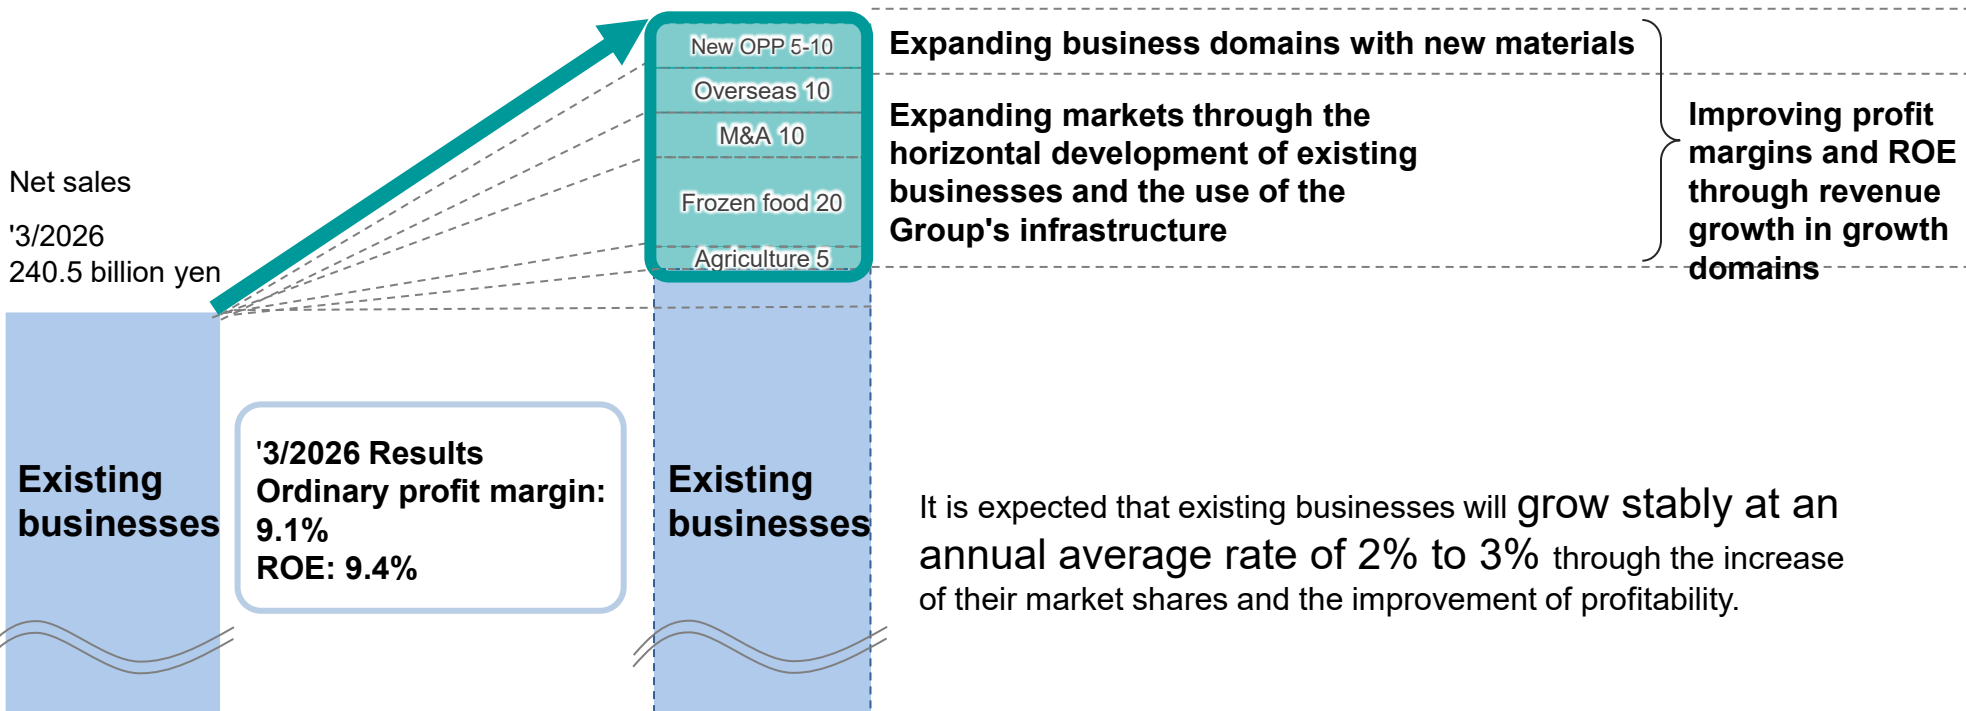 Net sales
'3/2026
240.5 billion yen
Existing
businesses
'3/2026 Results
Ordinary profit margin:
9.1%
ROE: 9.4%
New OPP 5-10
Overseas 10
M&A 10
Frozen food 20
Agriculture 5
Existing
businesses
Expanding business domains with new materials
Expanding markets through the
horizontal development of existing
businesses and the use of the
Group's infrastructure
Improving profit
margins and ROE
through revenue
growth in growth
domains
It is expected that existing businesses will grow stably at an
annual average rate of 2% to 3% through the increase
of their market shares and the improvement of profitability.